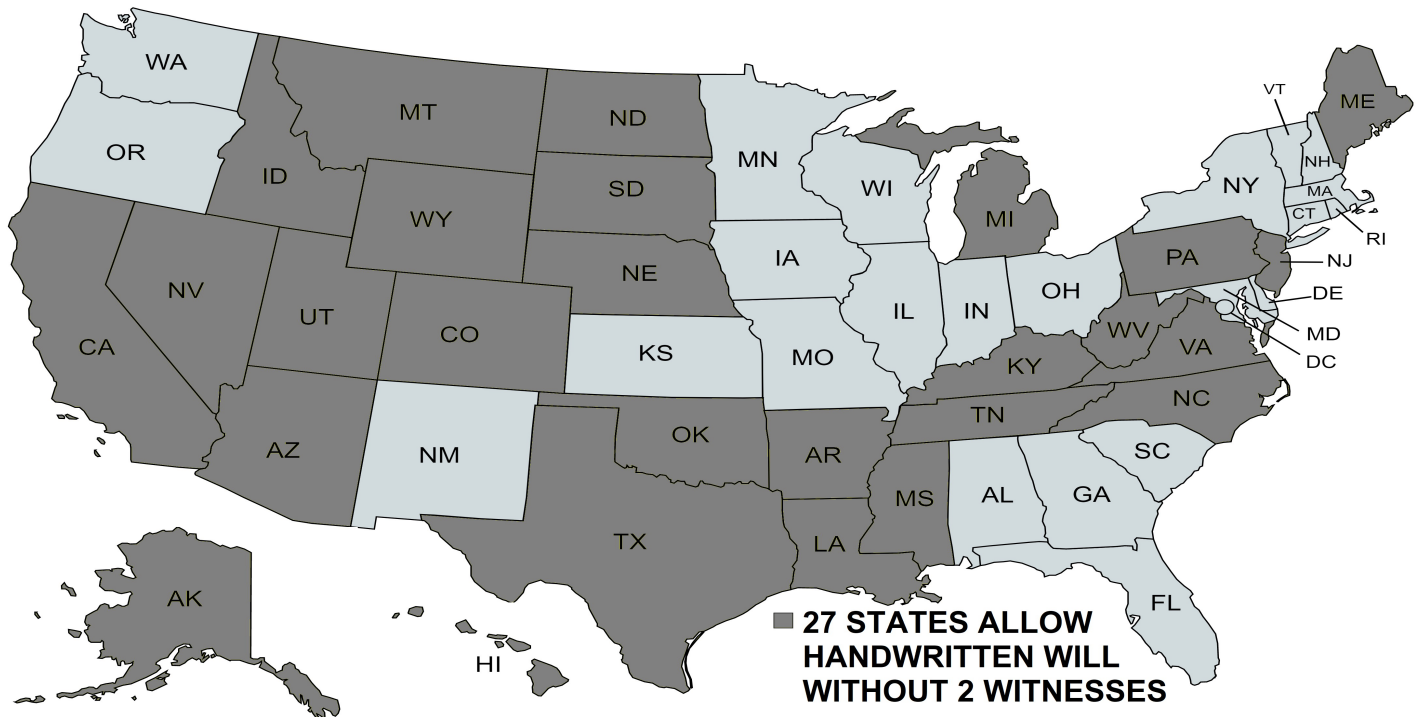 WA
OR
CA
NV
ID
MT
WY
UT
AZ
CO
NM
ND
SD
NE
KS
OK
TX
MN
IA
MO
AR
LA
WI
IL
MI
IN
OH
KY
TN
MS
AL
GA
FL
SC
NC
VA
WV
PA
NY
VT
NH
ME
MA
CT
RI
NJ
DE
MD
DC
AK
HI
27 STATES ALLOW
HANDWRITTEN WILL
WITHOUT 2 WITNESSES